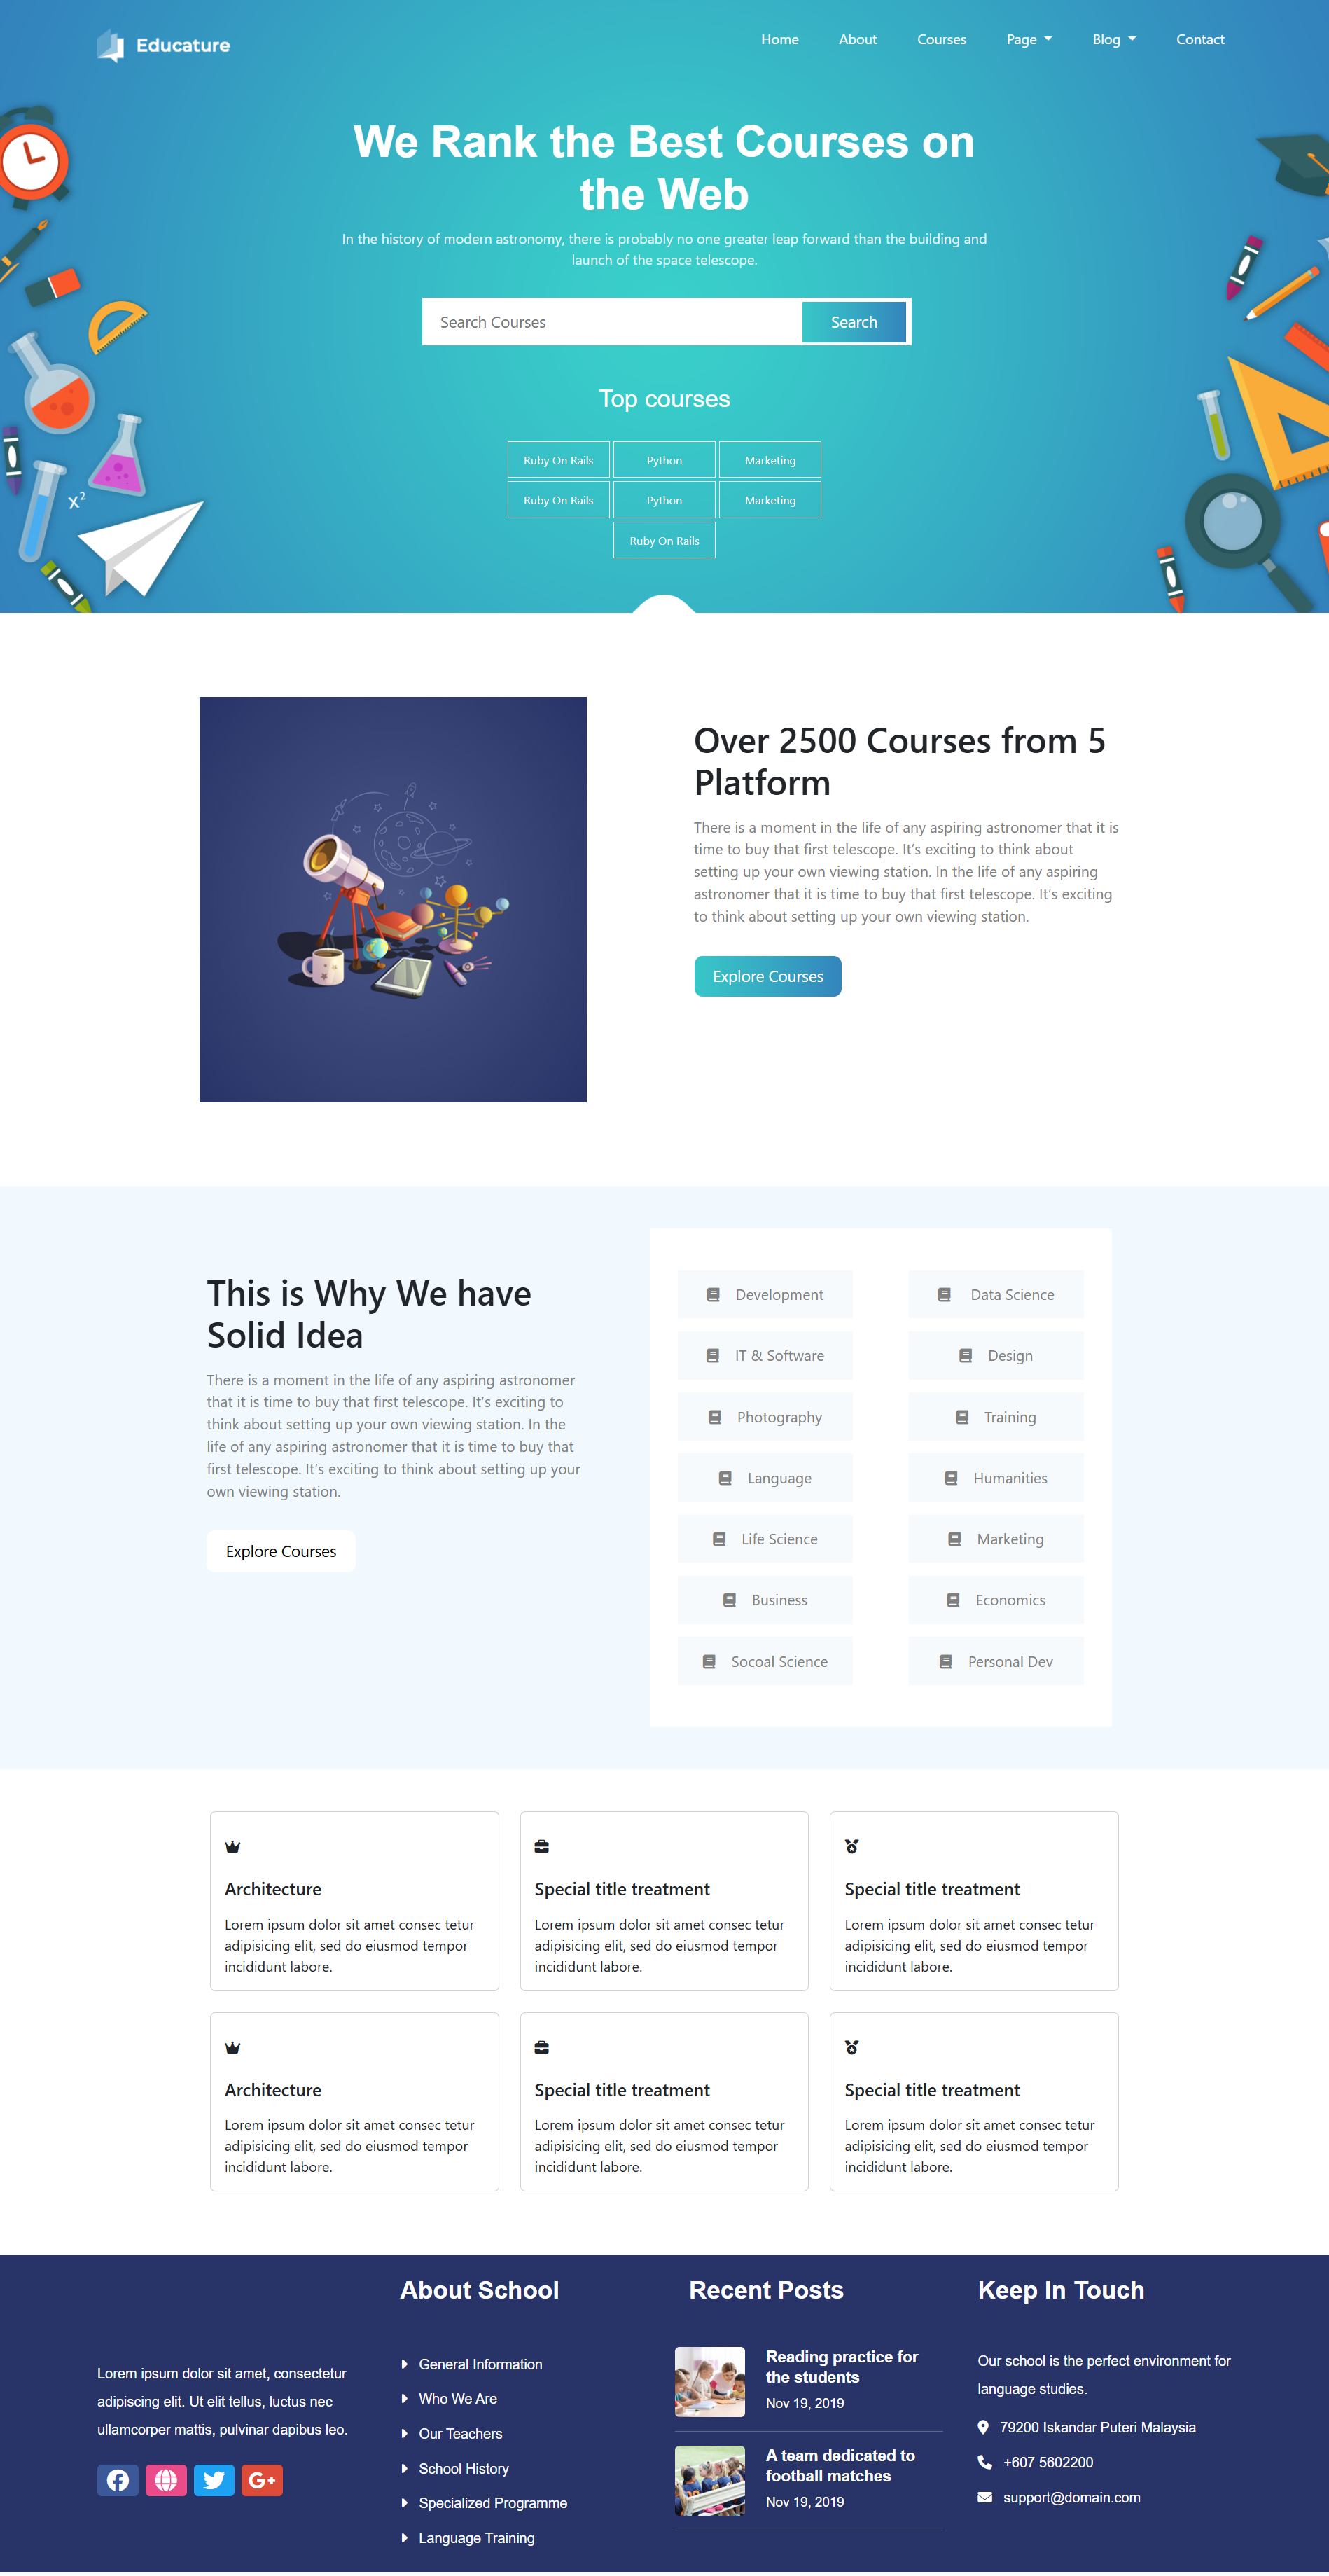 Educature
Home About Courses Page Blog Contact
We Rank the Best Courses on
the Web
In the history of modern astronomy, there is probably no one greater leap forward than the building and
launch of the space telescope.
Search Courses Search
Top courses
Ruby On Rails Python Marketing
Ruby On Rails Python Marketing
Ruby On Rails
x²
Over 2500 Courses from 5
Platform
There is a moment in the life of any aspiring astronomer that it is
time to buy that first telescope. It’s exciting to think about
setting up your own viewing station. In the life of any aspiring
astronomer that it is time to buy that first telescope. It’s exciting
to think about setting up your own viewing station.
Explore Courses
This is Why We have
Solid Idea
There is a moment in the life of any aspiring astronomer
that it is time to buy that first telescope. It’s exciting to
think about setting up your own viewing station. In the
life of any aspiring astronomer that it is time to buy that
first telescope. It’s exciting to think about setting up your
own viewing station.
Explore Courses
Development Data Science
IT & Software Design
Photography Training
Language Humanities
Life Science Marketing
Business Economics
Socoal Science Personal Dev
Architecture
Lorem ipsum dolor sit amet consec tetur
adipisicing elit, sed do eiusmod tempor
incididunt labore.
Special title treatment
Lorem ipsum dolor sit amet consec tetur
adipisicing elit, sed do eiusmod tempor
incididunt labore.
Special title treatment
Lorem ipsum dolor sit amet consec tetur
adipisicing elit, sed do eiusmod tempor
incididunt labore.
Architecture
Lorem ipsum dolor sit amet consec tetur
adipisicing elit, sed do eiusmod tempor
incididunt labore.
Special title treatment
Lorem ipsum dolor sit amet consec tetur
adipisicing elit, sed do eiusmod tempor
incididunt labore.
Special title treatment
Lorem ipsum dolor sit amet consec tetur
adipisicing elit, sed do eiusmod tempor
incididunt labore.
Lorem ipsum dolor sit amet, consectetur
adipiscing elit. Ut elit tellus, luctus nec
ullamcorper mattis, pulvinar dapibus leo.
G+
About School
General Information
Who We Are
Our Teachers
School History
Specialized Programme
Language Training
Recent Posts
Reading practice for
the students
Nov 19, 2019
A team dedicated to
football matches
Nov 19, 2019
Keep In Touch
Our school is the perfect environment for
language studies.
79200 Iskandar Puteri Malaysia
+607 5602200
support@domain.com